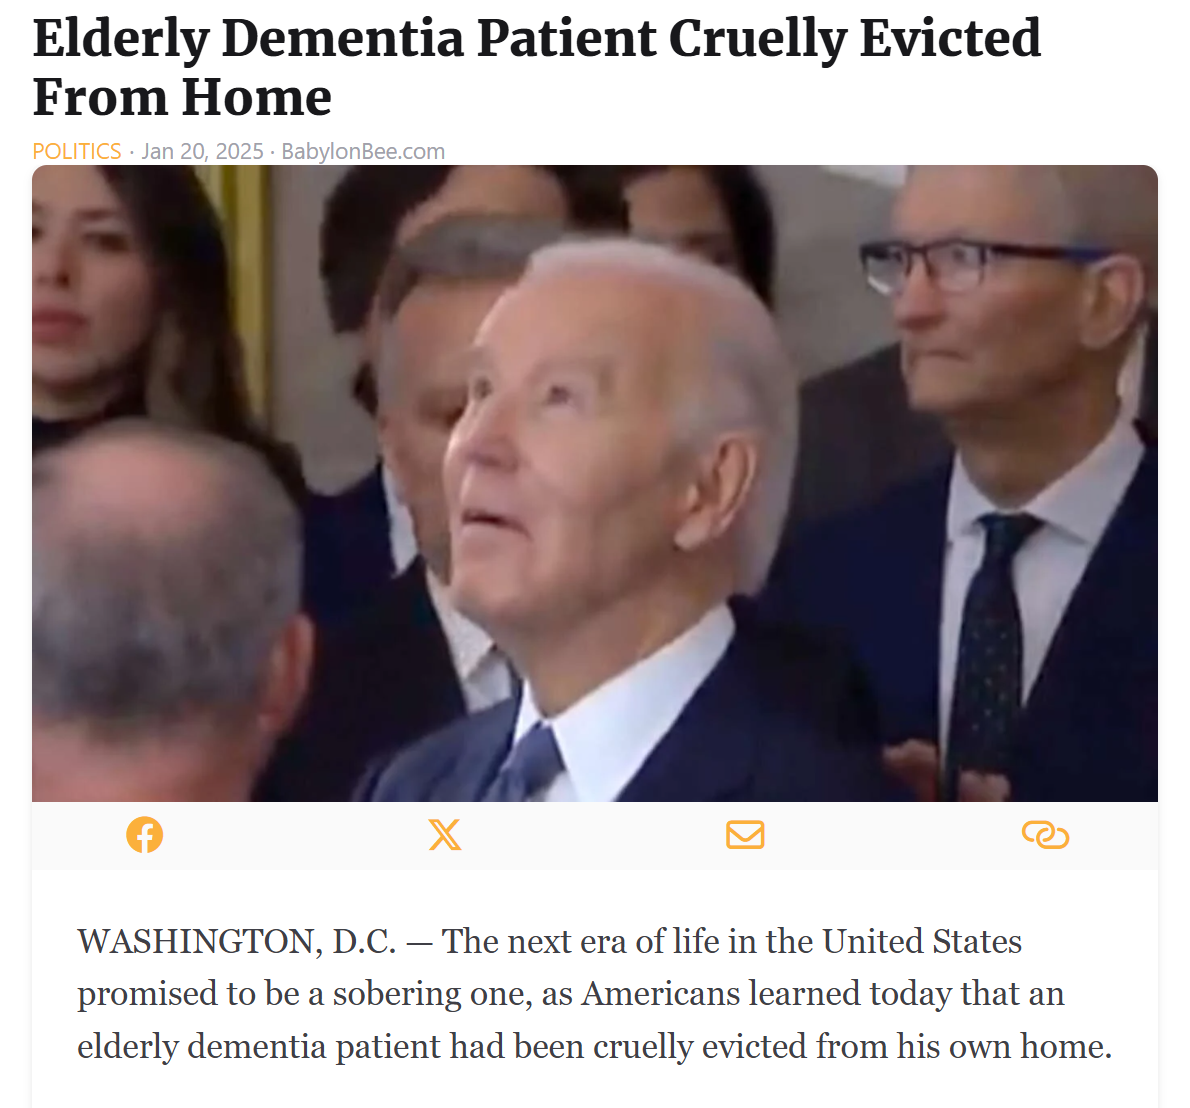 Elderly Dementia Patient Cruelly Evicted
From Home
POLITICS · Jan 20, 2025 · BabylonBee.com
WASHINGTON, D.C. — The next era of life in the United States
promised to be a sobering one, as Americans learned today that an
elderly dementia patient had been cruelly evicted from his own home.